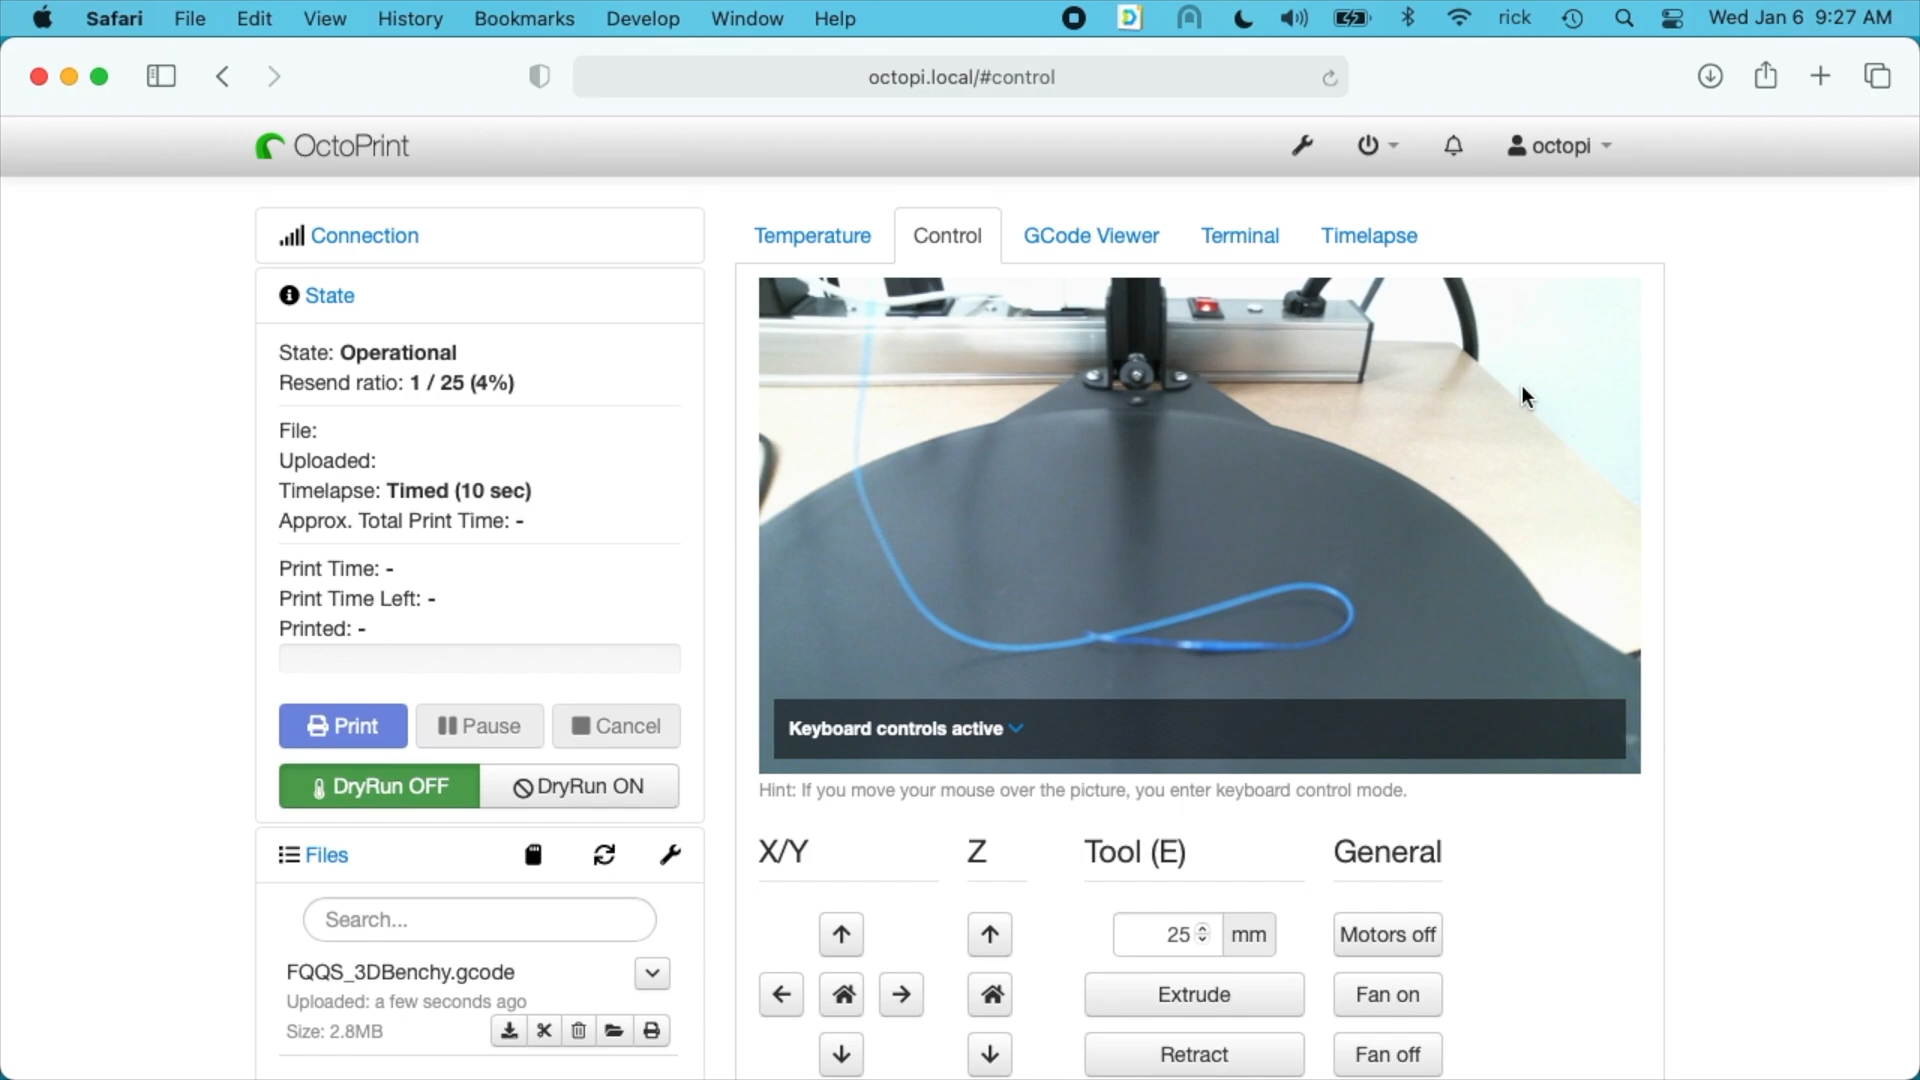 Safari File Edit View History Bookmarks Develop Window Help rick Wed Jan 6 9:27 AM
octopi.local/#control
OctoPrint octopi
Connection
Temperature Control GCode Viewer Terminal Timelapse
State
State: Operational
Resend ratio: 1 / 25 (4%)
File:
Uploaded:
Timelapse: Timed (10 sec)
Approx. Total Print Time: -
Print Time: -
Print Time Left: -
Printed: -
Print Pause Cancel
DryRun OFF DryRun ON
Keyboard controls active
Hint: If you move your mouse over the picture, you enter keyboard control mode.
Files
Search...
FQQS_3DBenchy.gcode
Uploaded: a few seconds ago
Size: 2.8MB
X/Y Z Tool (E) General
25 mm Motors off
Extrude Fan on
Retract Fan off